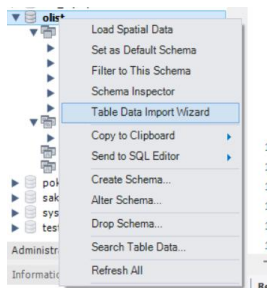 olist
Load Spatial Data
Set as Default Schema
Filter to This Schema
Schema Inspector
Table Data Import Wizard
Copy to Clipboard
Send to SQL Editor
Create Schema...
Alter Schema...
Drop Schema...
Search Table Data...
Refresh All
pok
sak
sys
test
Administr
Informatio